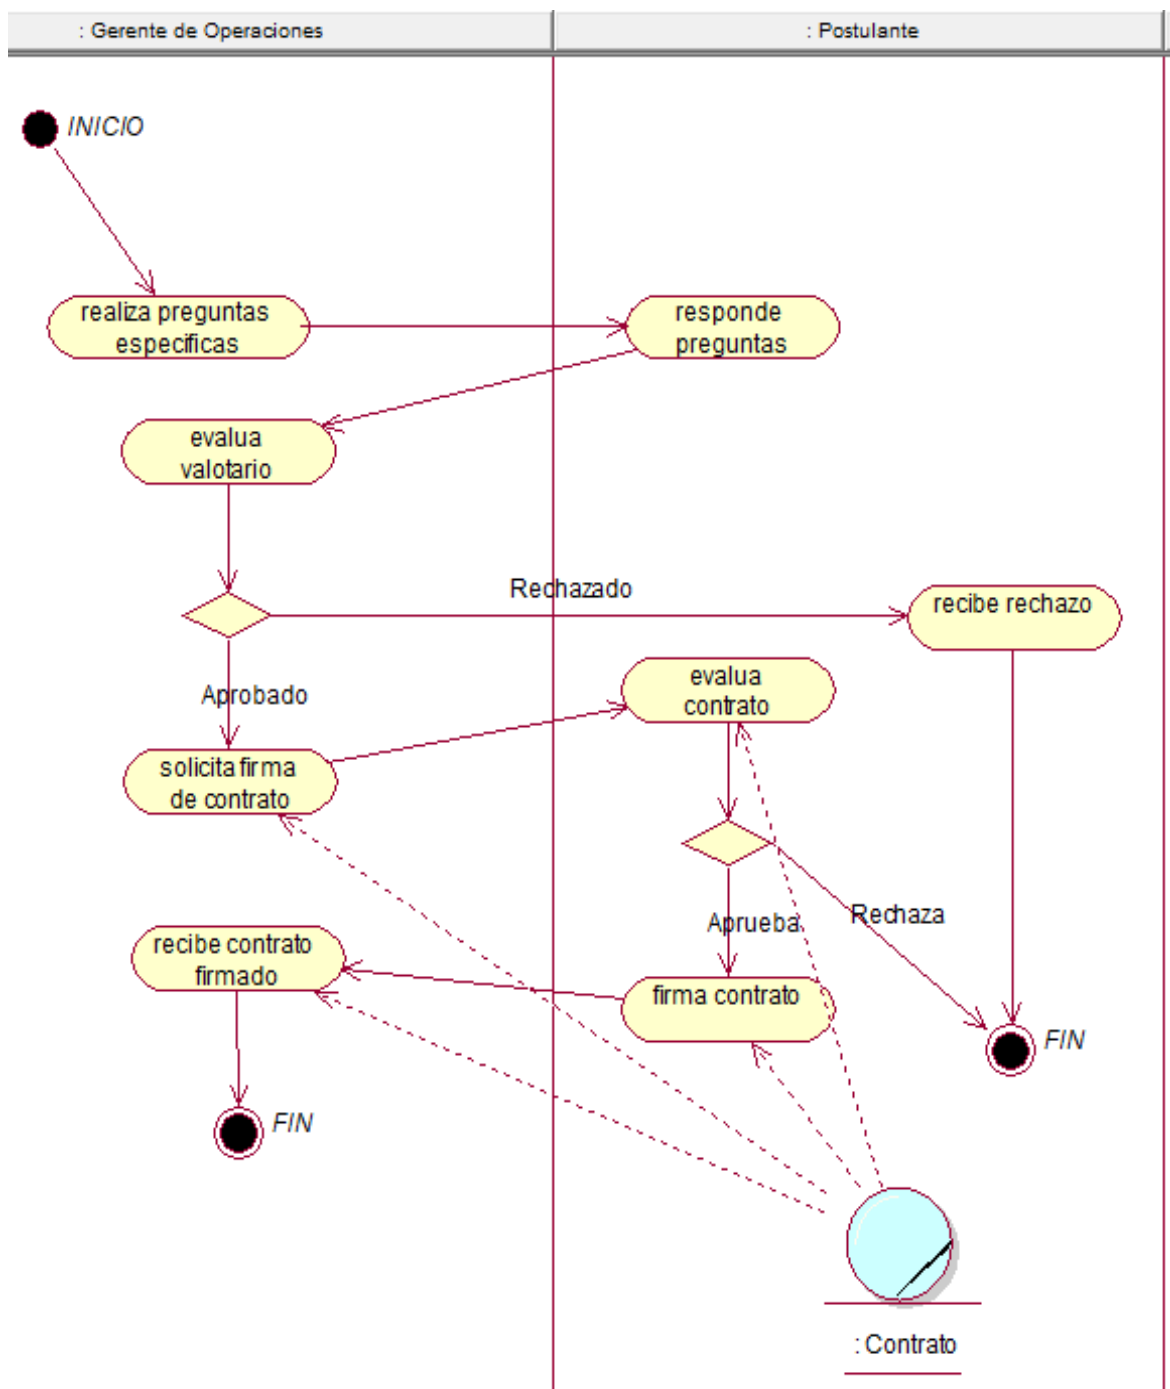 : Gerente de Operaciones
: Postulante
INICIO
realiza preguntas
especificas
responde
preguntas
evalua
valotario
Rechazado
recibe rechazo
evalua
contrato
Aprobado
solicita firma
de contrato
Aprueba
Rechaza
recibe contrato
firmado
firma contrato
FIN
FIN
: Contrato